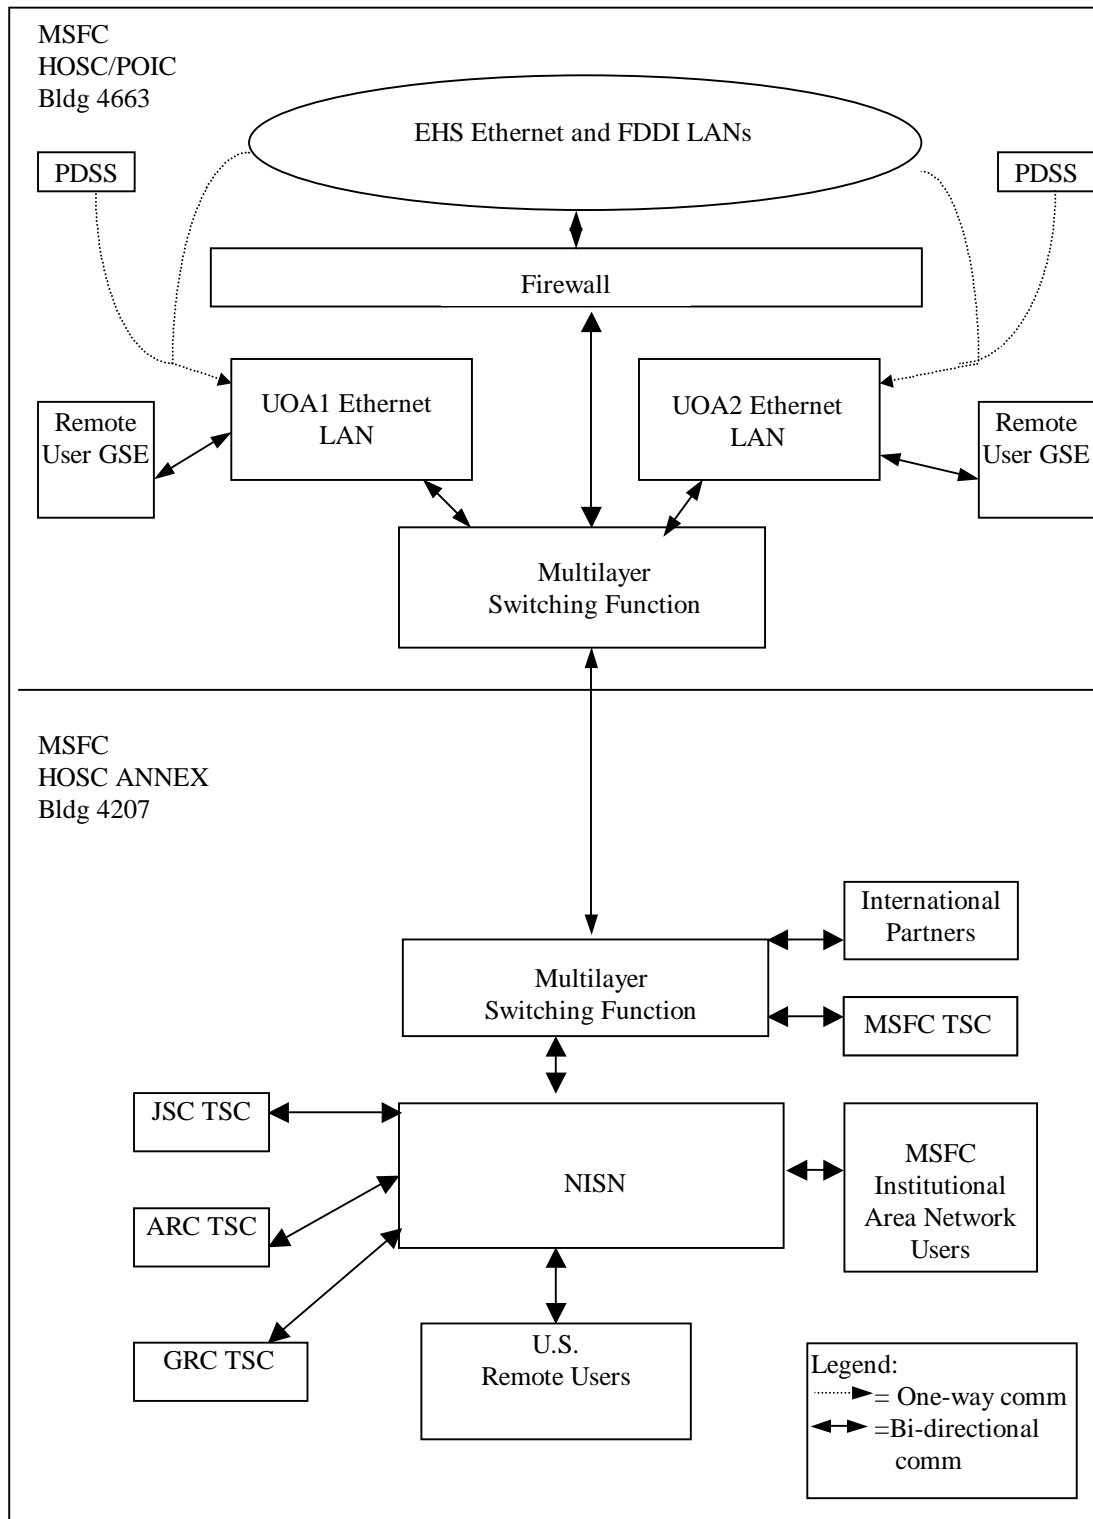 MSFC
HOSC/POIC
Bldg 4663
EHS Ethernet and FDDI LANs
PDSS
PDSS
Firewall
UOA1 Ethernet
LAN
UOA2 Ethernet
LAN
Remote
User GSE
Remote
User GSE
Multilayer
Switching Function
MSFC
HOSC ANNEX
Bldg 4207
International
Partners
Multilayer
Switching Function
MSFC TSC
JSC TSC
NISN
MSFC
Institutional
Area Network
Users
ARC TSC
GRC TSC
U.S.
Remote Users
Legend:
= One-way comm
=Bi-directional
comm